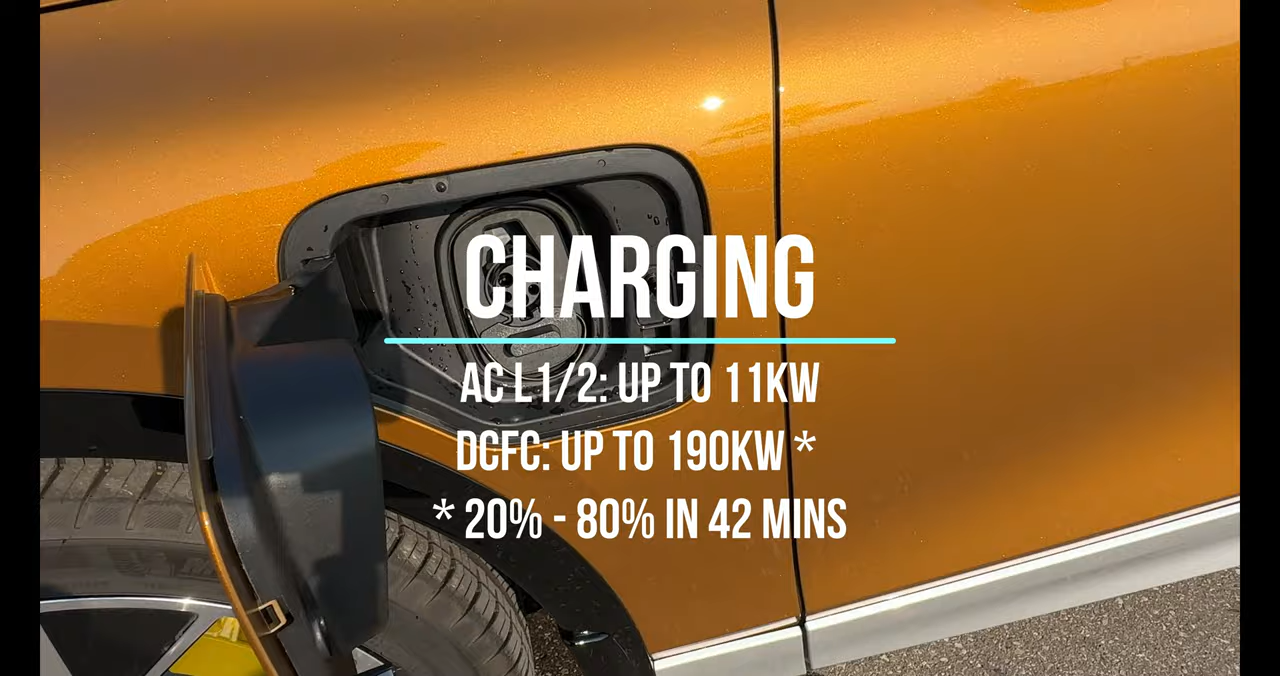 CHARGING
AC L1/2: UP TO 11KW
DCFC: UP TO 190KW *
* 20% - 80% IN 42 MINS